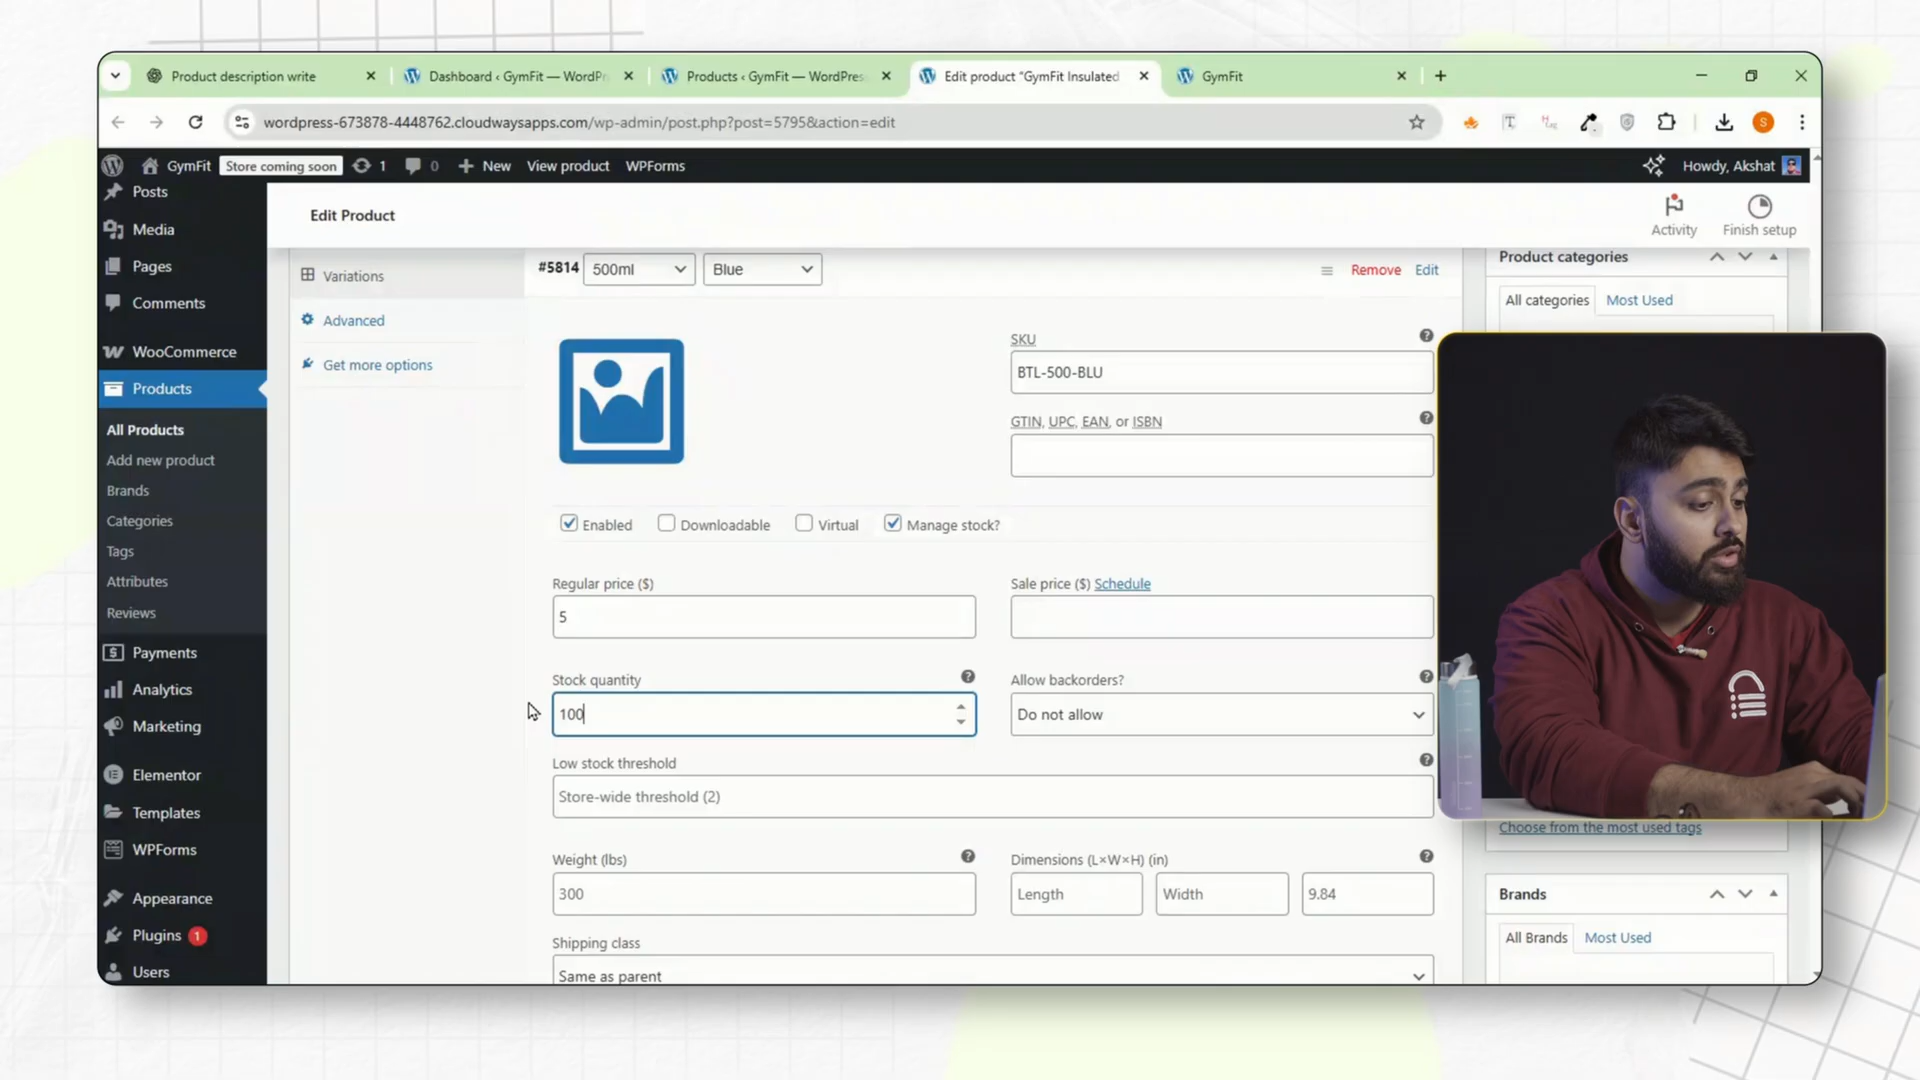 Product description write
Dashboard ‹ GymFit — WordPr
Products ‹ GymFit — WordPres
Edit product "GymFit Insulated
GymFit
wordpress-673878-4448762.cloudwaysapps.com/wp-admin/post.php?post=5795&action=edit
S
GymFit
Store coming soon
1
0
New
View product
WPForms
Howdy, Akshat
Posts
Media
Pages
Comments
WooCommerce
Products
All Products
Add new product
Brands
Categories
Tags
Attributes
Reviews
Payments
Analytics
Marketing
Elementor
Templates
WPForms
Appearance
Plugins 1
Users
Edit Product
Activity
Finish setup
Variations
Advanced
Get more options
#5814 500ml Blue
Remove Edit
SKU
BTL-500-BLU
GTIN, UPC, EAN, or ISBN
Enabled Downloadable Virtual Manage stock?
Regular price ($)
5
Sale price ($) Schedule
Stock quantity
100
Allow backorders?
Do not allow
Low stock threshold
Store-wide threshold (2)
Weight (lbs)
300
Dimensions (L×W×H) (in)
Length Width 9.84
Shipping class
Same as parent
Product categories
All categories Most Used
Choose from the most used tags
Brands
All Brands Most Used